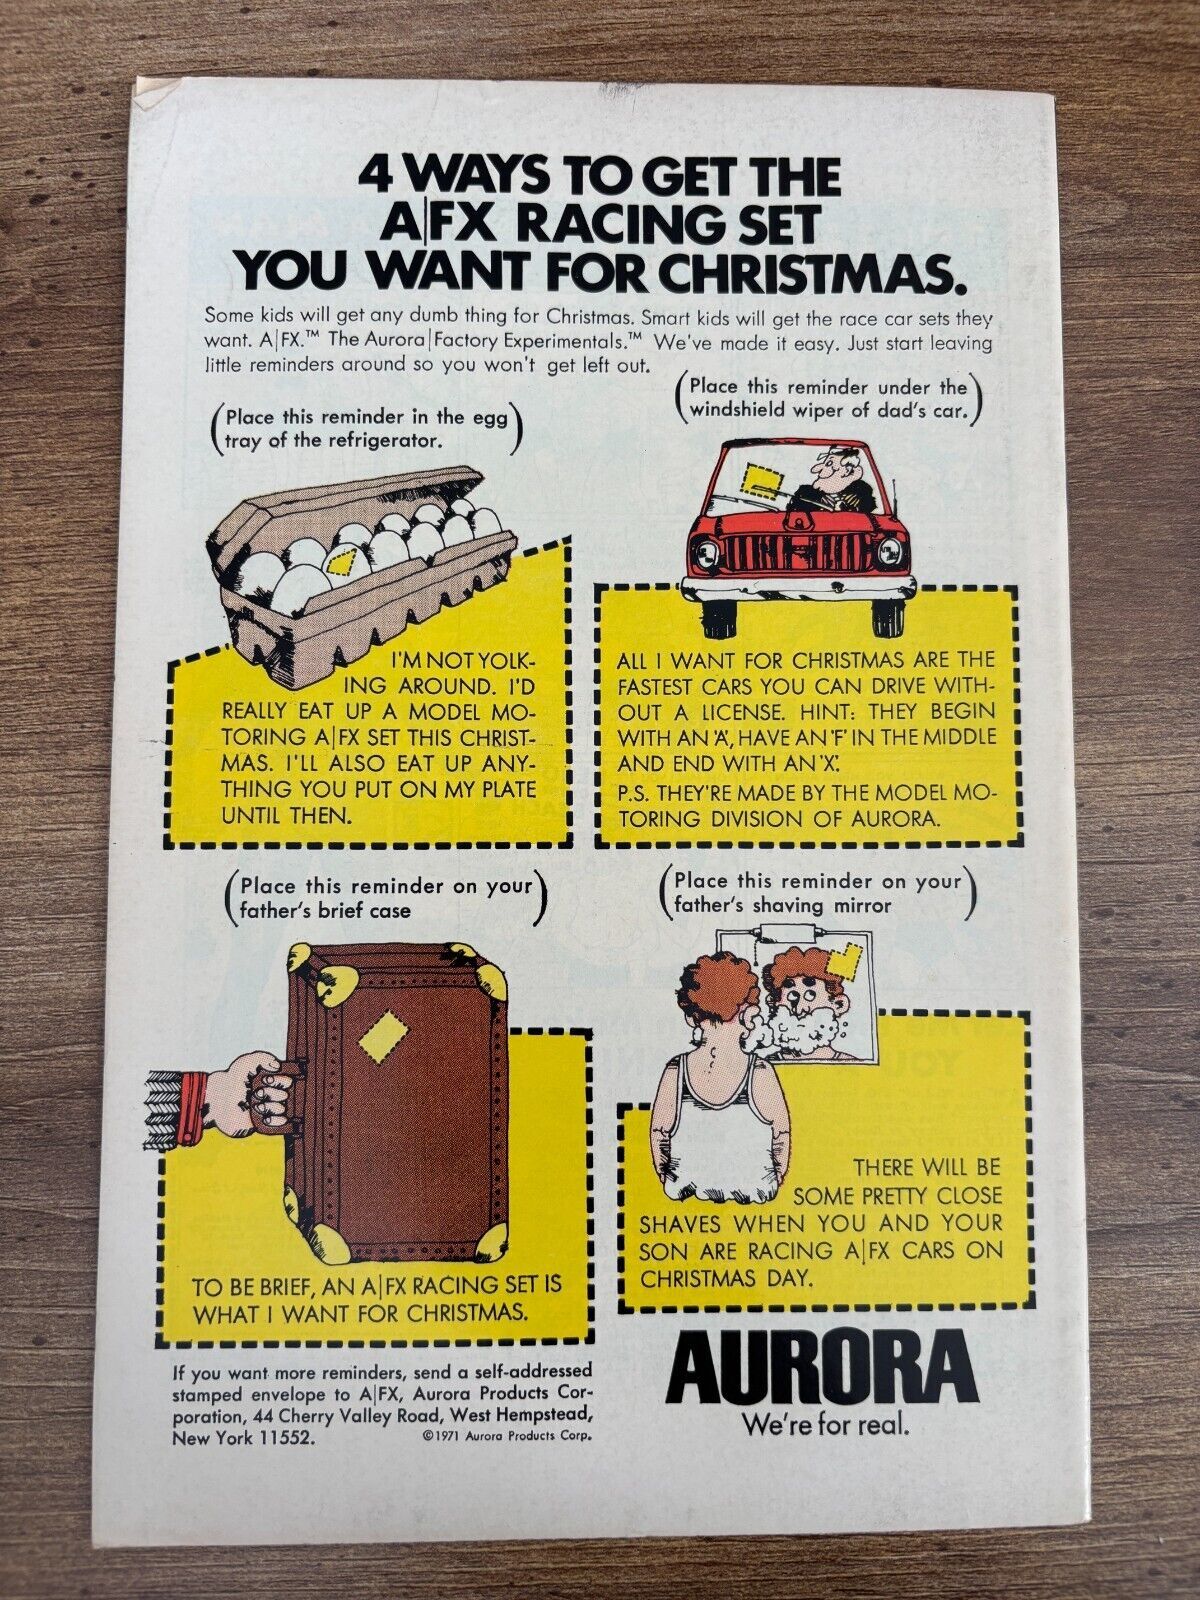 4 WAYS TO GET THE
A|FX RACING SET
YOU WANT FOR CHRISTMAS.
Some kids will get any dumb thing for Christmas. Smart kids will get the race car sets they
want. A|FX.™ The Aurora|Factory Experimentals.™ We've made it easy. Just start leaving
little reminders around so you won't get left out.
(Place this reminder in the egg
tray of the refrigerator.)
(Place this reminder under the
windshield wiper of dad's car.)
I'M NOT YOLK-
ING AROUND. I'D
REALLY EAT UP A MODEL MO-
TORING A|FX SET THIS CHRIST-
MAS. I'LL ALSO EAT UP ANY-
THING YOU PUT ON MY PLATE
UNTIL THEN.
ALL I WANT FOR CHRISTMAS ARE THE
FASTEST CARS YOU CAN DRIVE WITH-
OUT A LICENSE. HINT: THEY BEGIN
WITH AN 'A', HAVE AN 'F' IN THE MIDDLE
AND END WITH AN 'X'.
P.S. THEY'RE MADE BY THE MODEL MO-
TORING DIVISION OF AURORA.
(Place this reminder on your
father's brief case)
(Place this reminder on your
father's shaving mirror)
TO BE BRIEF, AN A|FX RACING SET IS
WHAT I WANT FOR CHRISTMAS.
THERE WILL BE
SOME PRETTY CLOSE
SHAVES WHEN YOU AND YOUR
SON ARE RACING A|FX CARS ON
CHRISTMAS DAY.
If you want more reminders, send a self-addressed
stamped envelope to A|FX, Aurora Products Cor-
poration, 44 Cherry Valley Road, West Hempstead,
New York 11552.
©1971 Aurora Products Corp.
AURORA
We're for real.